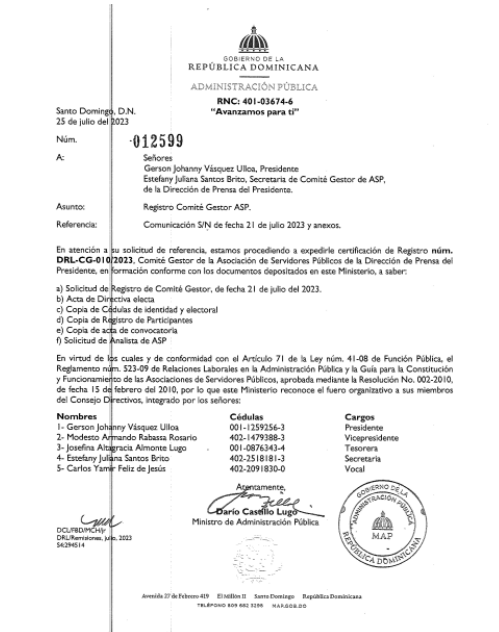 GOBIERNO DE LA
REPÚBLICA DOMINICANA
ADMINISTRACIÓN PÚBLICA
RNC: 401-03674-6
"Avanzamos para ti"
Santo Domingo, D.N.
25 de julio del 2023
Núm. 012599
A: Señores
Gerson Johanny Vásquez Ulloa, Presidente
Estefany Juliana Santos Brito, Secretaria de Comité Gestor de ASP,
de la Dirección de Prensa del Presidente.
Asunto: Registro Comité Gestor ASP.
Referencia: Comunicación S/N de fecha 21 de julio 2023 y anexos.
En atención a su solicitud de referencia, estamos procediendo a expedirle certificación de Registro núm.
DRL-CG-010/2023, Comité Gestor de la Asociación de Servidores Públicos de la Dirección de Prensa del
Presidente, en formación conforme con los documentos depositados en este Ministerio, a saber:
a) Solicitud de Registro de Comité Gestor, de fecha 21 de julio del 2023.
b) Acta de Directiva electa
c) Copia de Cédulas de identidad y electoral
d) Copia de Registro de Participantes
e) Copia de acta de convocatoria
f) Solicitud de Analista de ASP
En virtud de los cuales y de conformidad con el Artículo 71 de la Ley núm. 41-08 de Función Pública, el
Reglamento núm. 523-09 de Relaciones Laborales en la Administración Pública y la Guía para la Constitución
y Funcionamiento de las Asociaciones de Servidores Públicos, aprobada mediante la Resolución No. 002-2010,
de fecha 15 de febrero del 2010, por lo que este Ministerio reconoce el fuero organizativo a sus miembros
del Consejo Directivos, integrado por los señores:
Nombres Cédulas Cargos
1- Gerson Johanny Vásquez Ulloa 001-1259256-3 Presidente
2- Modesto Armando Rabassa Rosario 402-1479388-3 Vicepresidente
3- Josefina Altagracia Almonte Lugo 001-0876343-4 Tesorera
4- Estefany Juliana Santos Brito 402-2518181-3 Secretaria
5- Carlos Yamir Feliz de Jesús 402-2091830-0 Vocal
Atentamente,
Darío Castillo Lugo
Ministro de Administración Pública
GOBIERNO DE LA
ADMINISTRACIÓN PÚBLICA
MAP
REPÚBLICA DOMINICANA
DCL/FBD/MCH/jr
DRL/Remisiones, julio, 2023
S4:294514
Avenida 27 de Febrero 419 El Millón II Santo Domingo República Dominicana
TELÉFONO 809 682 3298 MAP.GOB.DO